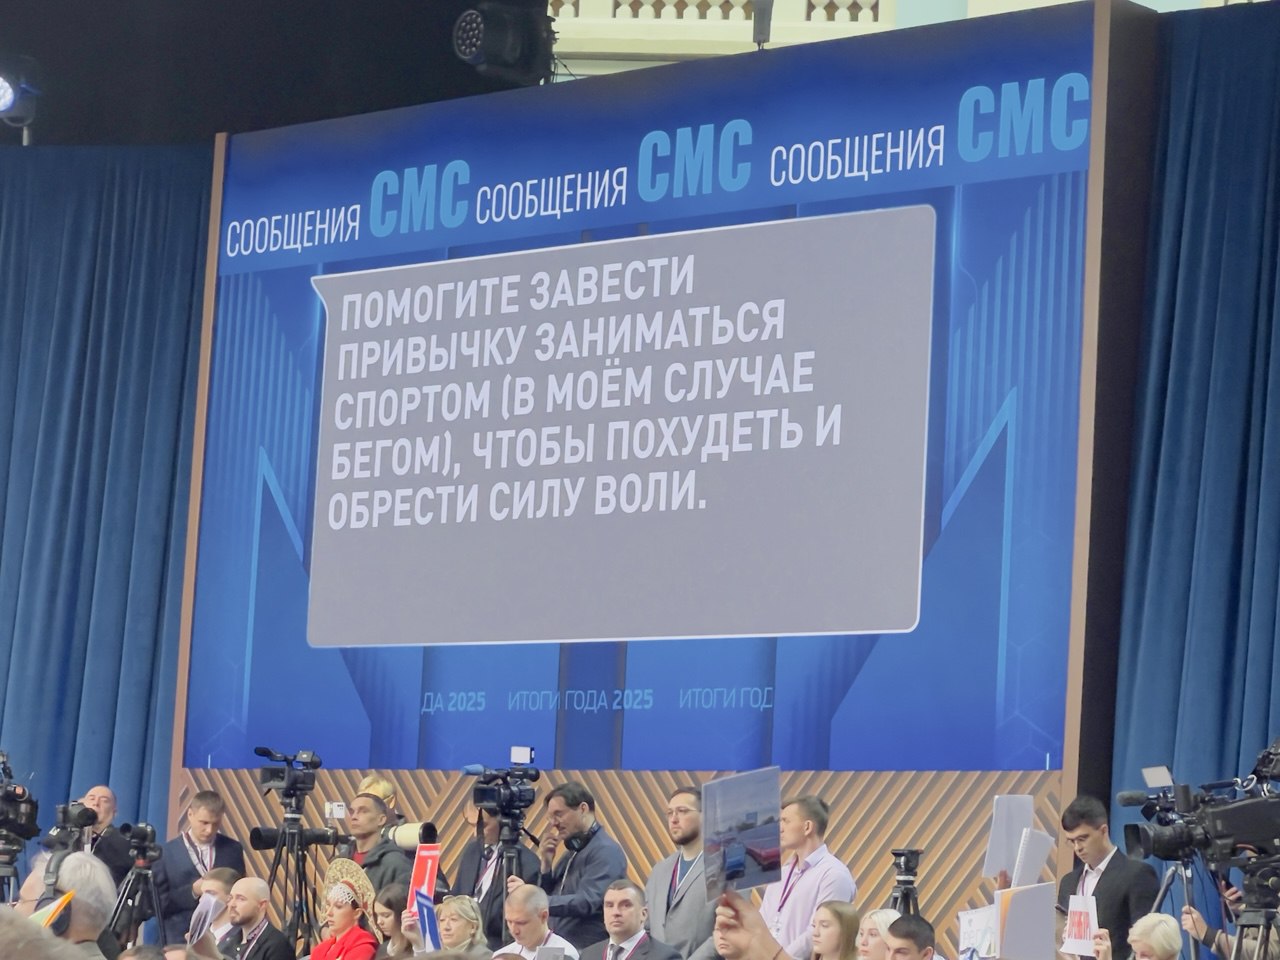 СООБЩЕНИЯ СМС СООБЩЕНИЯ СМС СООБЩЕНИЯ СМС
ПОМОГИТЕ ЗАВЕСТИ
ПРИВЫЧКУ ЗАНИМАТЬСЯ
СПОРТОМ (В МОЁМ СЛУЧАЕ
БЕГОМ), ЧТОБЫ ПОХУДЕТЬ И
ОБРЕСТИ СИЛУ ВОЛИ.
ДА 2025 ИТОГИ ГОДА 2025 ИТОГИ ГОД